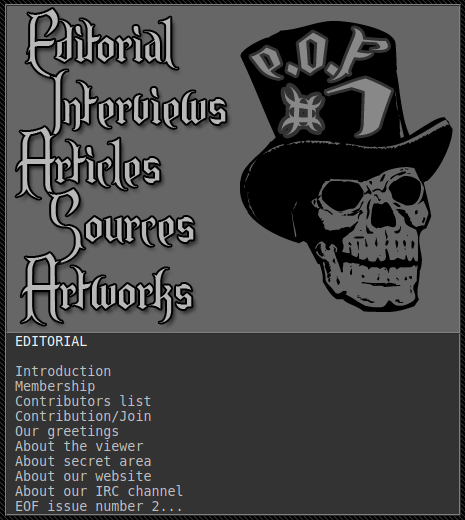 Editorial
Interviews
Articles
Sources
Artworks
e.O.F
#1
EDITORIAL
Introduction
Membership
Contributors list
Contribution/Join
Our greetings
About the viewer
About secret area
About our website
About our IRC channel
EOF issue number 2...